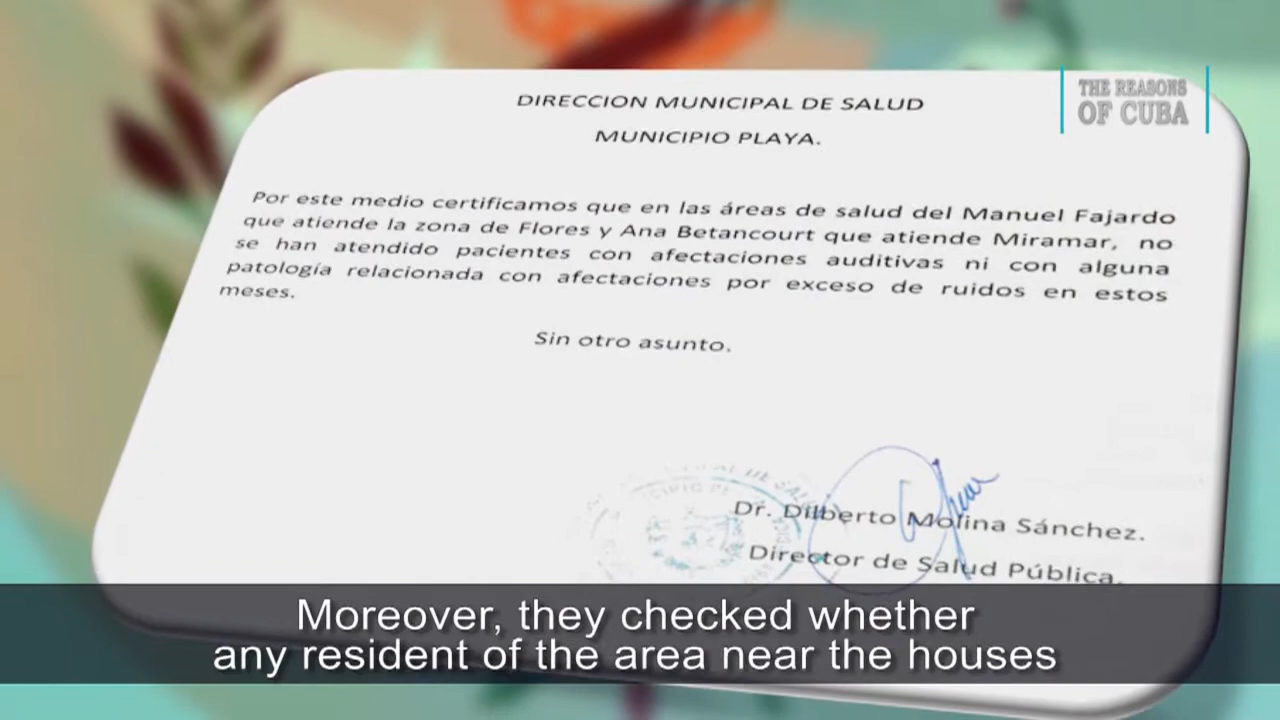 THE REASONS
OF CUBA
DIRECCION MUNICIPAL DE SALUD
MUNICIPIO PLAYA.
Por este medio certificamos que en las áreas de salud del Manuel Fajardo
que atiende la zona de Flores y Ana Betancourt que atiende Miramar, no
se han atendido pacientes con afectaciones auditivas ni con alguna
patología relacionada con afectaciones por exceso de ruidos en estos
meses.
Sin otro asunto.
Dr. Dilberto Molina Sánchez.
Director de Salud Pública.
Moreover, they checked whether
any resident of the area near the houses